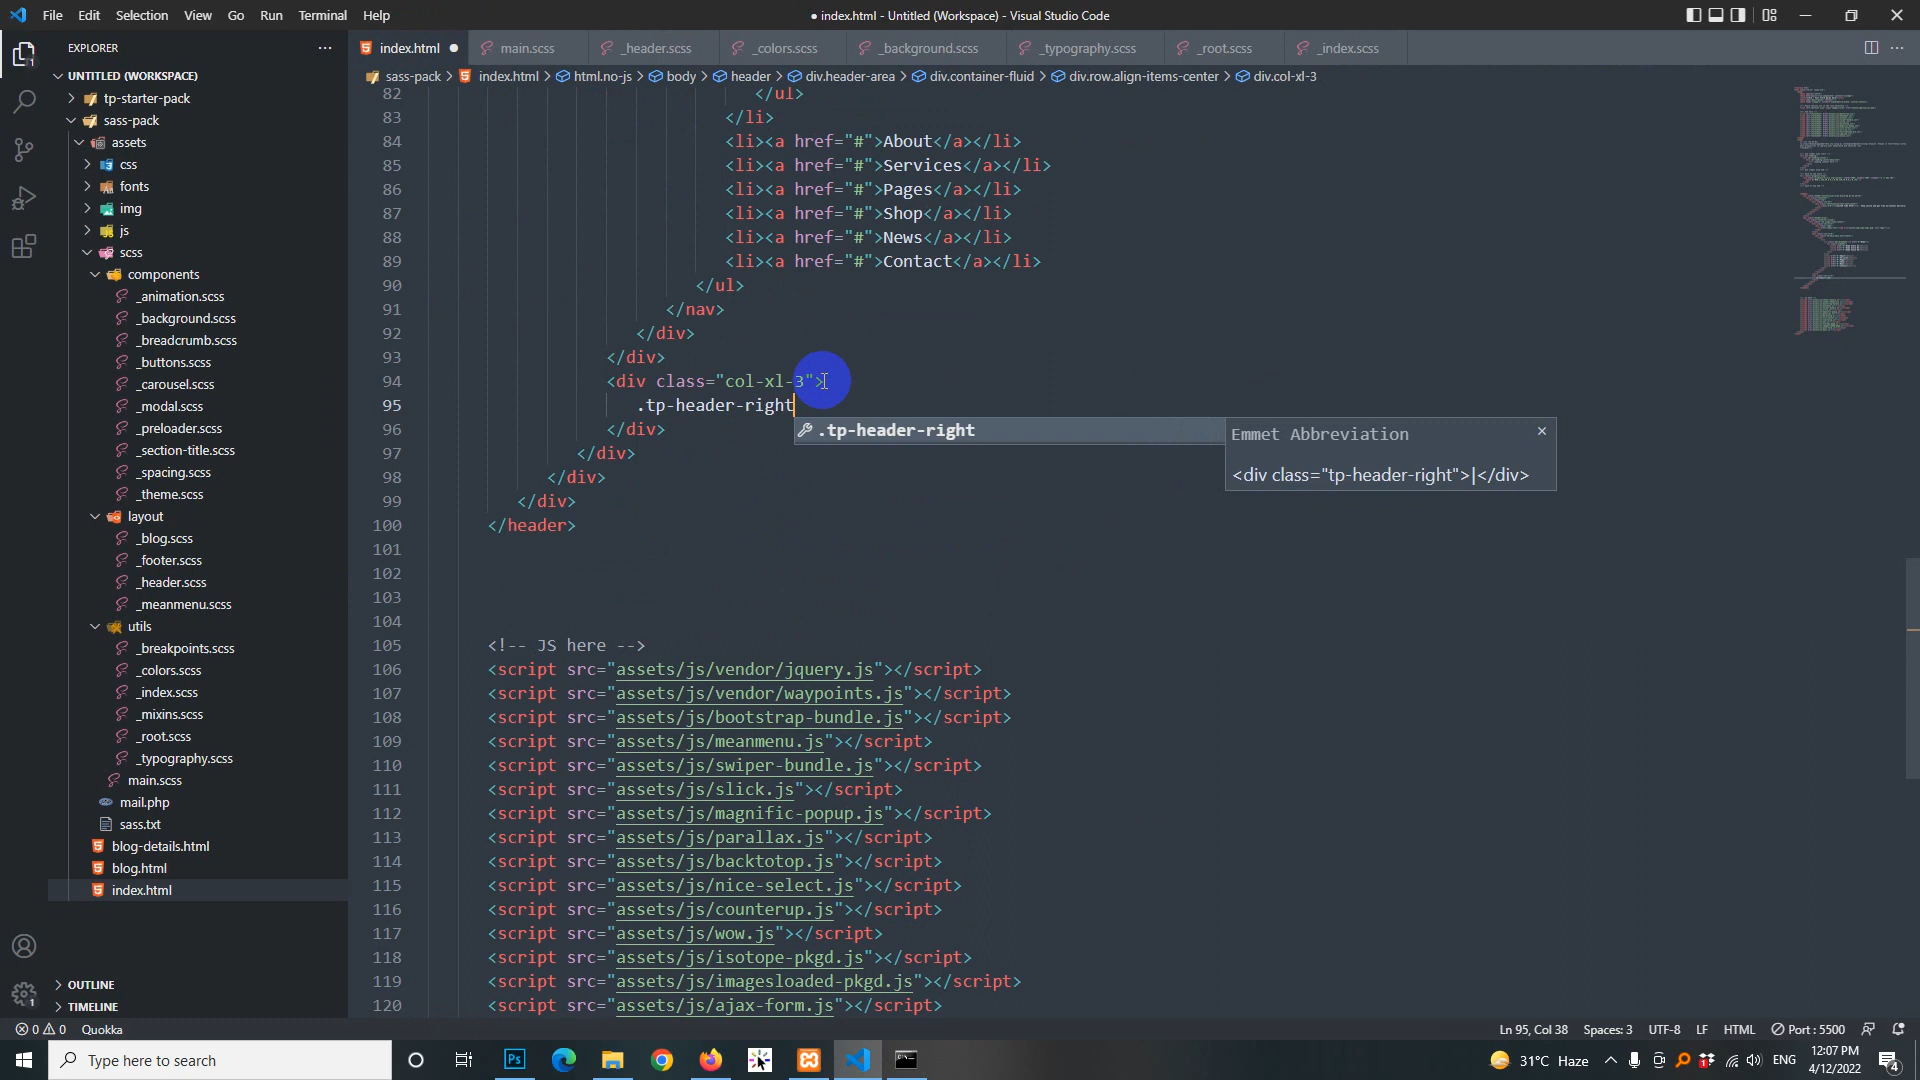 File Edit Selection View Go Run Terminal Help
● index.html - Untitled (Workspace) - Visual Studio Code
EXPLORER
index.html main.scss _header.scss _colors.scss _background.scss _typography.scss _root.scss _index.scss
sass-pack > index.html > html.no-js > body > header > div.header-area > div.container-fluid > div.row.align-items-center > div.col-xl-3
UNTITLED (WORKSPACE)
tp-starter-pack
sass-pack
assets
css
fonts
img
js
scss
components
_animation.scss
_background.scss
_breadcrumb.scss
_buttons.scss
_carousel.scss
_modal.scss
_preloader.scss
_section-title.scss
_spacing.scss
_theme.scss
layout
_blog.scss
_footer.scss
_header.scss
_meanmenu.scss
utils
_breakpoints.scss
_colors.scss
_index.scss
_mixins.scss
_root.scss
_typography.scss
main.scss
mail.php
sass.txt
blog-details.html
blog.html
index.html
OUTLINE
TIMELINE
82 </ul>
83 </li>
84 <li><a href="#">About</a></li>
85 <li><a href="#">Services</a></li>
86 <li><a href="#">Pages</a></li>
87 <li><a href="#">Shop</a></li>
88 <li><a href="#">News</a></li>
89 <li><a href="#">Contact</a></li>
90 </ul>
91 </nav>
92 </div>
93 </div>
94 <div class="col-xl-3">
95 .tp-header-right
96 </div>
.tp-header-right
Emmet Abbreviation
<div class="tp-header-right">|</div>
97 </div>
98 </div>
99 </div>
100 </header>
101
102
103
104
105 <!-- JS here -->
106 <script src="assets/js/vendor/jquery.js"></script>
107 <script src="assets/js/vendor/waypoints.js"></script>
108 <script src="assets/js/bootstrap-bundle.js"></script>
109 <script src="assets/js/meanmenu.js"></script>
110 <script src="assets/js/swiper-bundle.js"></script>
111 <script src="assets/js/slick.js"></script>
112 <script src="assets/js/magnific-popup.js"></script>
113 <script src="assets/js/parallax.js"></script>
114 <script src="assets/js/backtotop.js"></script>
115 <script src="assets/js/nice-select.js"></script>
116 <script src="assets/js/counterup.js"></script>
117 <script src="assets/js/wow.js"></script>
118 <script src="assets/js/isotope-pkgd.js"></script>
119 <script src="assets/js/imagesloaded-pkgd.js"></script>
120 <script src="assets/js/ajax-form.js"></script>
0 0 Quokka
Ln 95, Col 38 Spaces: 3 UTF-8 LF HTML Port : 5500
Type here to search
31°C Haze ENG
12:07 PM
4/12/2022